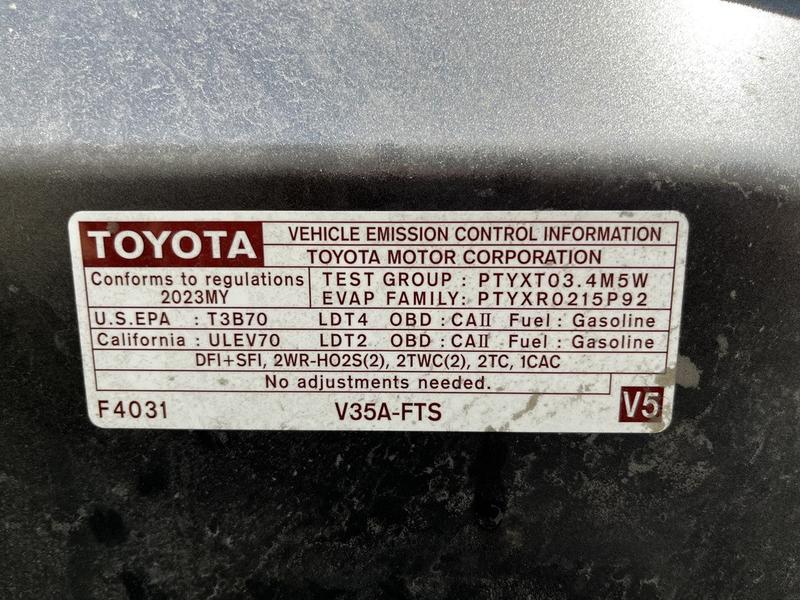 TOYOTA
VEHICLE EMISSION CONTROL INFORMATION
TOYOTA MOTOR CORPORATION
Conforms to regulations
2023MY
TEST GROUP : PTYXT03.4M5W
EVAP FAMILY: PTYXR0215P92
U.S.EPA : T3B70 LDT4 OBD : CAII Fuel : Gasoline
California : ULEV70 LDT2 OBD : CAII Fuel : Gasoline
DFI+SFI, 2WR-HO2S(2), 2TWC(2), 2TC, 1CAC
No adjustments needed.
F4031 V35A-FTS V5